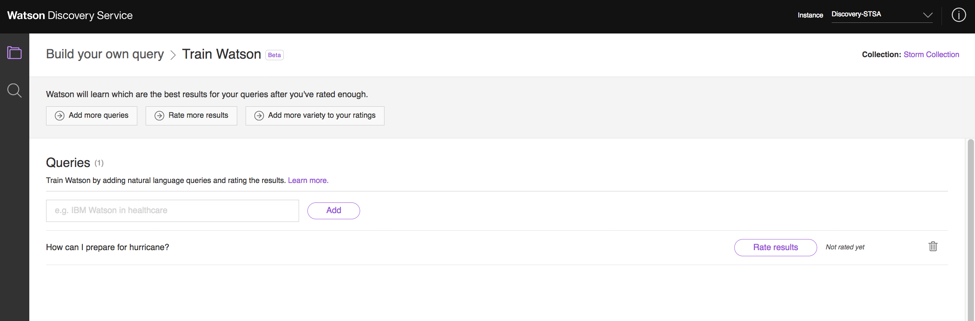 Watson Discovery Service
Instance Discovery-STSA
Build your own query > Train Watson Beta
Collection: Storm Collection
Watson will learn which are the best results for your queries after you've rated enough.
Add more queries Rate more results Add more variety to your ratings
Queries (1)
Train Watson by adding natural language queries and rating the results. Learn more.
e.g. IBM Watson in healthcare Add
How can I prepare for hurricane? Rate results Not rated yet